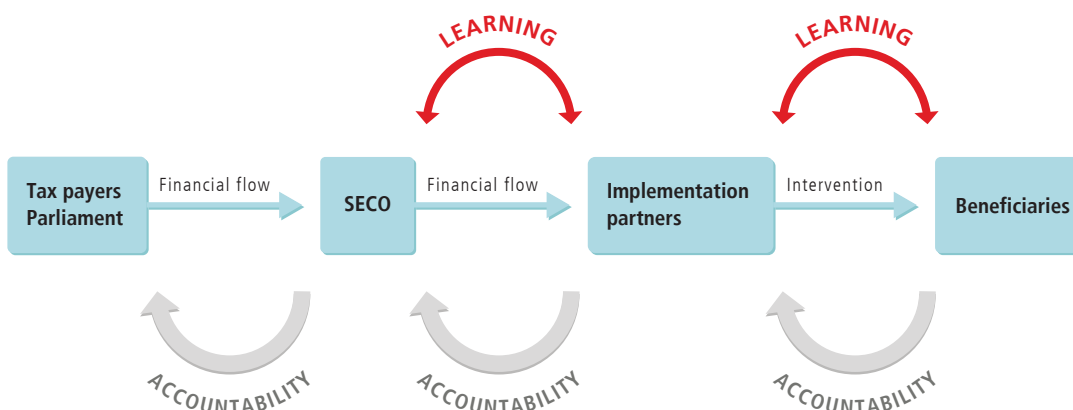 LEARNING
LEARNING
Tax payers
Parliament
Financial flow
SECO
Financial flow
Implementation
partners
Intervention
Beneficiaries
ACCOUNTABILITY
ACCOUNTABILITY
ACCOUNTABILITY